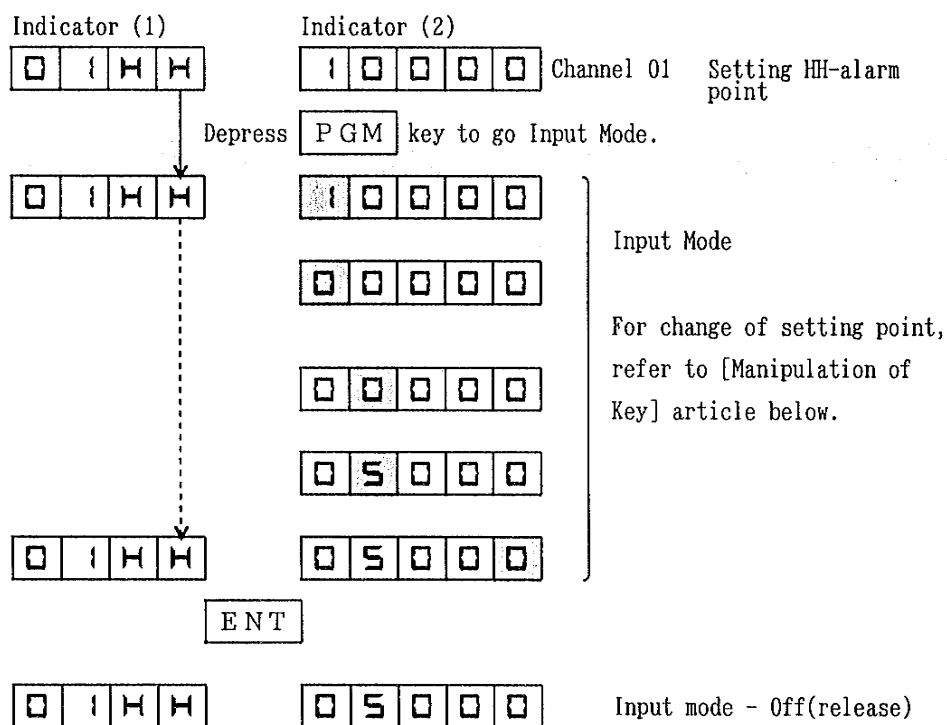 Indicator (1) Indicator (2)
01HH 10000 Channel 01 Setting HH-alarm
point
Depress PGM key to go Input Mode.
01HH 10000
Input Mode
00000
For change of setting point,
00000 refer to [Manipulation of
Key] article below.
05000
01HH 05000
ENT
01HH 05000 Input mode - Off(release)